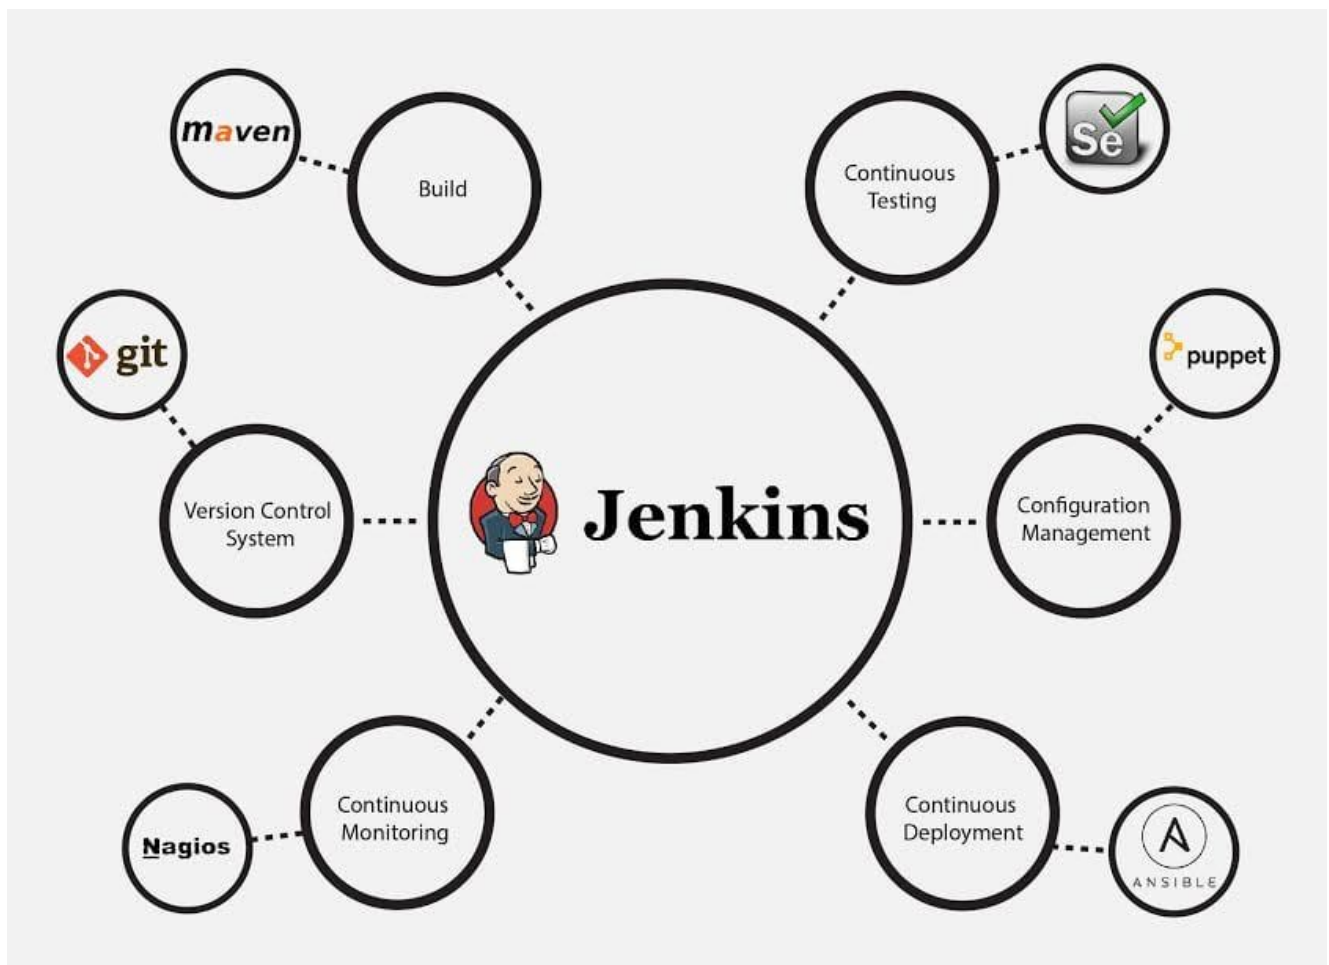 maven
Build
Continuous
Testing
Se
git
Version Control
System
Jenkins
puppet
Configuration
Management
Nagios
Continuous
Monitoring
Continuous
Deployment
ANSIBLE